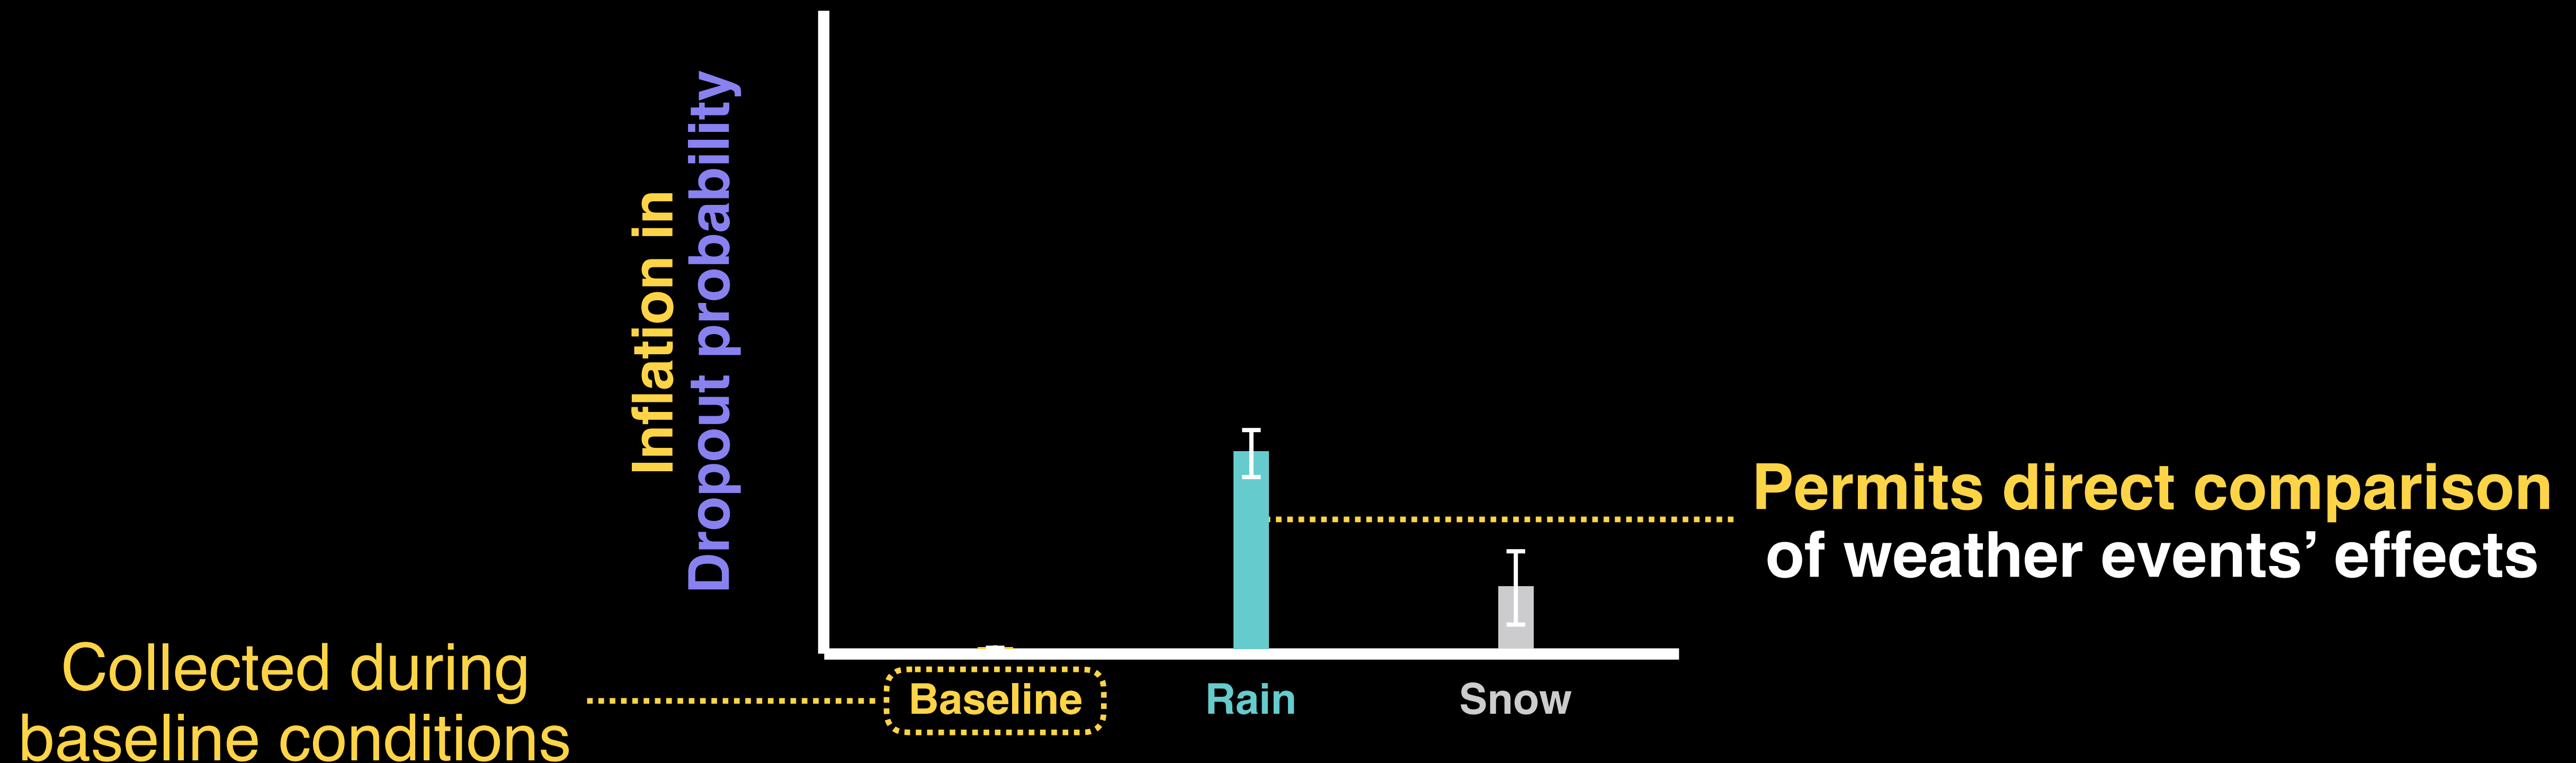 Inflation in
Dropout probability
Permits direct comparison
of weather events’ effects
Collected during
baseline conditions
Baseline
Rain
Snow